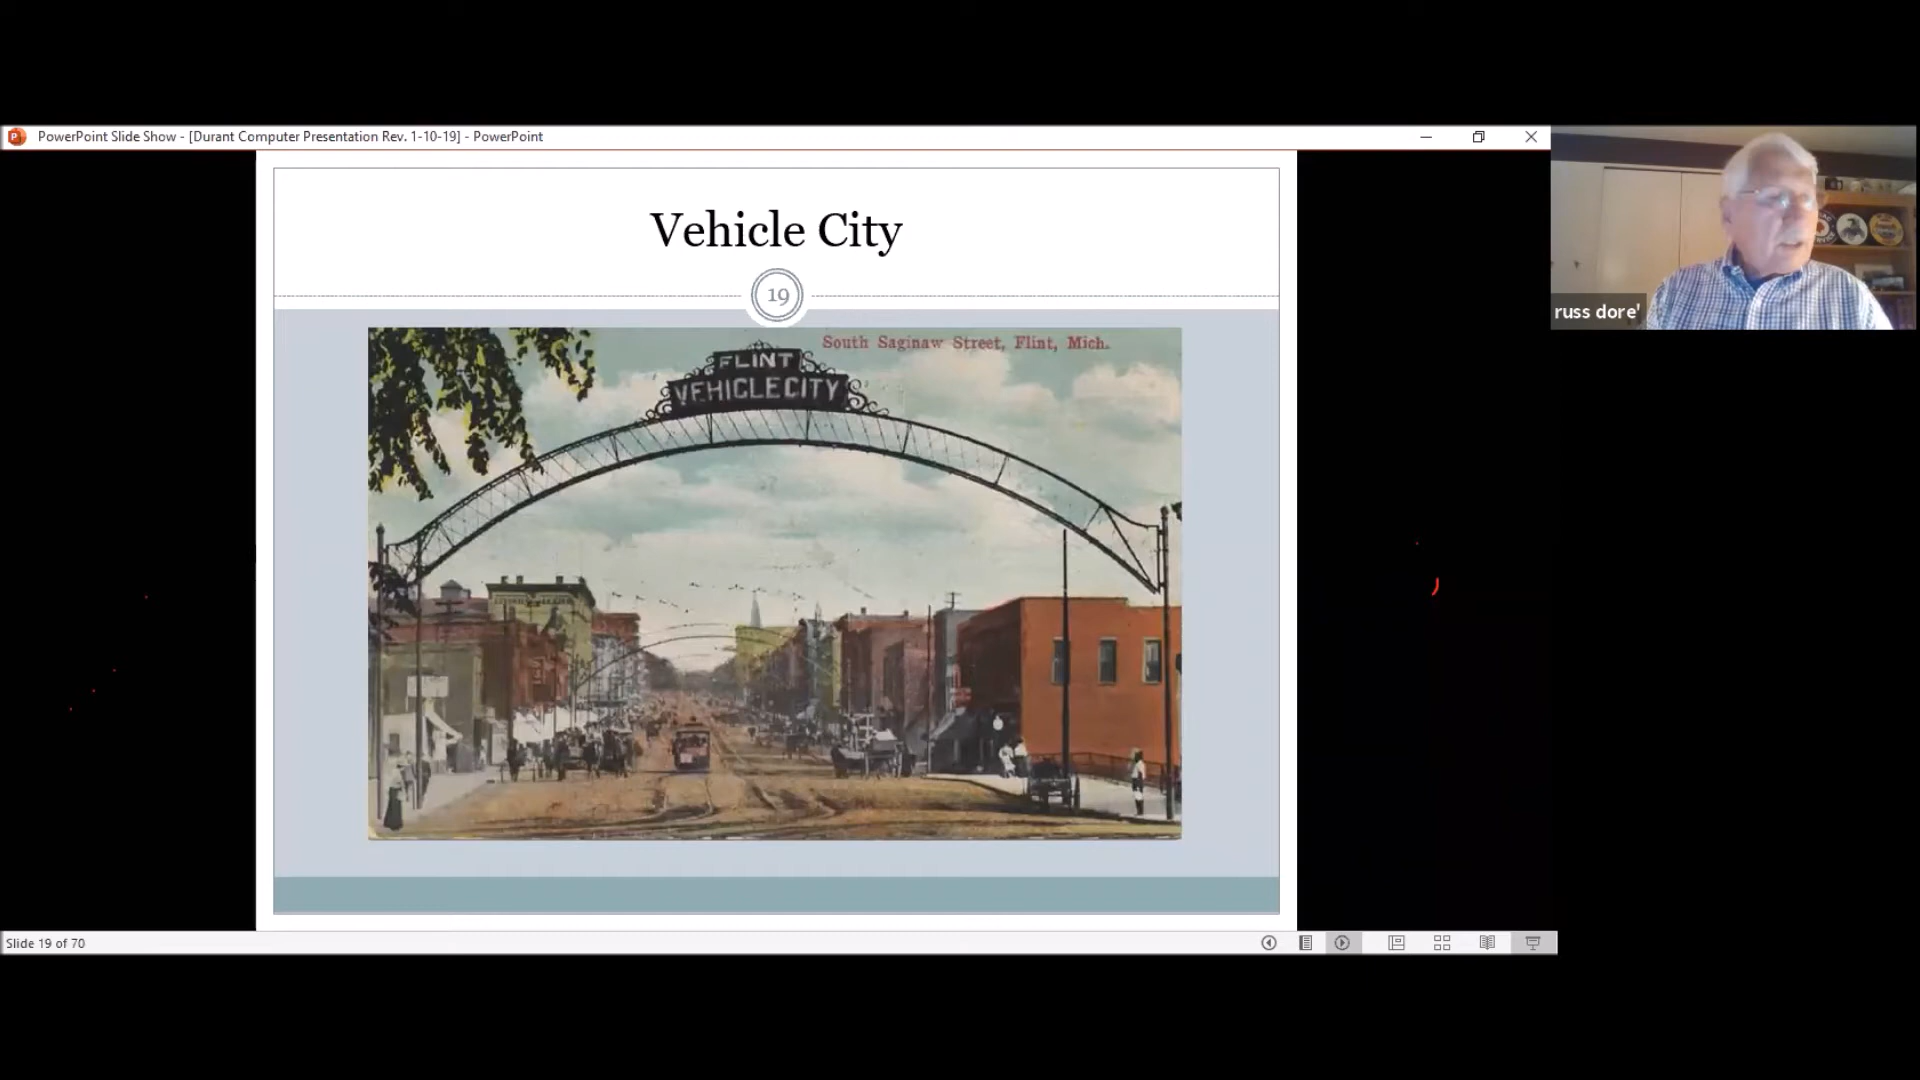 PowerPoint Slide Show - [Durant Computer Presentation Rev. 1-10-19] - PowerPoint
Vehicle City
19
South Saginaw Street, Flint, Mich.
FLINT
VEHICLE CITY
russ dore'
Slide 19 of 70